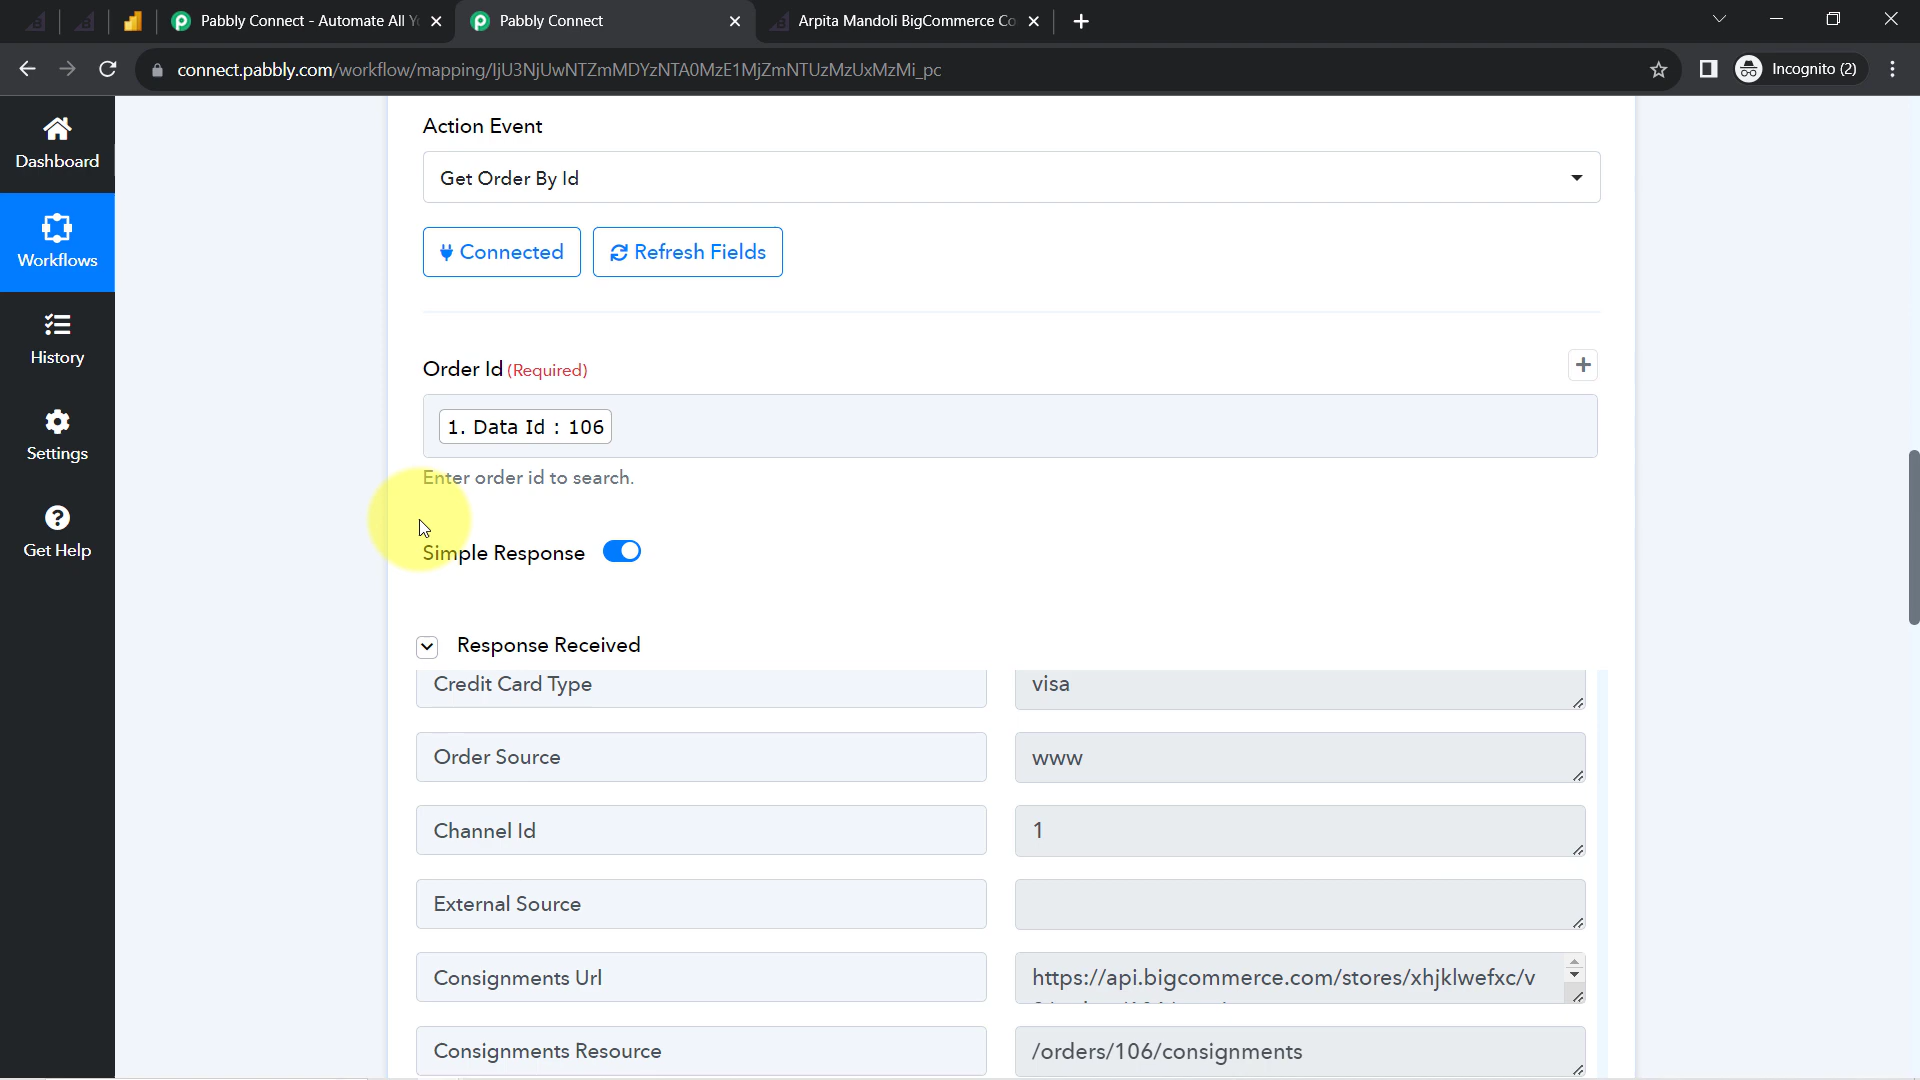 Pabbly Connect - Automate All Y
Pabbly Connect
Arpita Mandoli BigCommerce Co
connect.pabbly.com/workflow/mapping/IjU3NjUwNTZmMDYzNTA0MzE1MjZmNTUzMzUxMzMi_pc
Incognito (2)
Dashboard
Workflows
History
Settings
Get Help
Action Event
Get Order By Id
Connected
Refresh Fields
Order Id (Required)
1. Data Id : 106
Enter order id to search.
Simple Response
Response Received
Credit Card Type
visa
Order Source
www
Channel Id
1
External Source
Consignments Url
https://api.bigcommerce.com/stores/xhjklwefxc/v
Consignments Resource
/orders/106/consignments